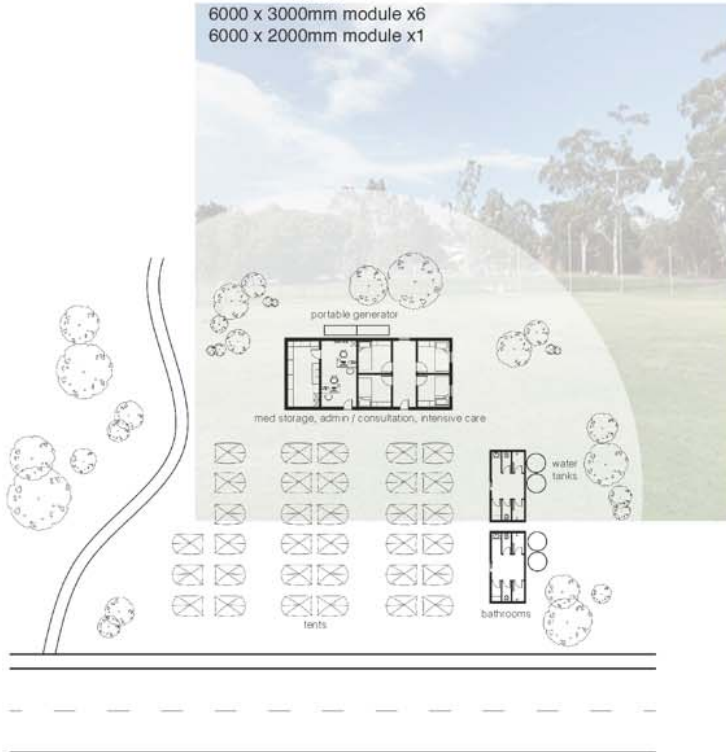 6000 x 3000mm module x6
6000 x 2000mm module x1
portable generator
med storage, admin / consultation, intensive care
water
tanks
bathrooms
tents